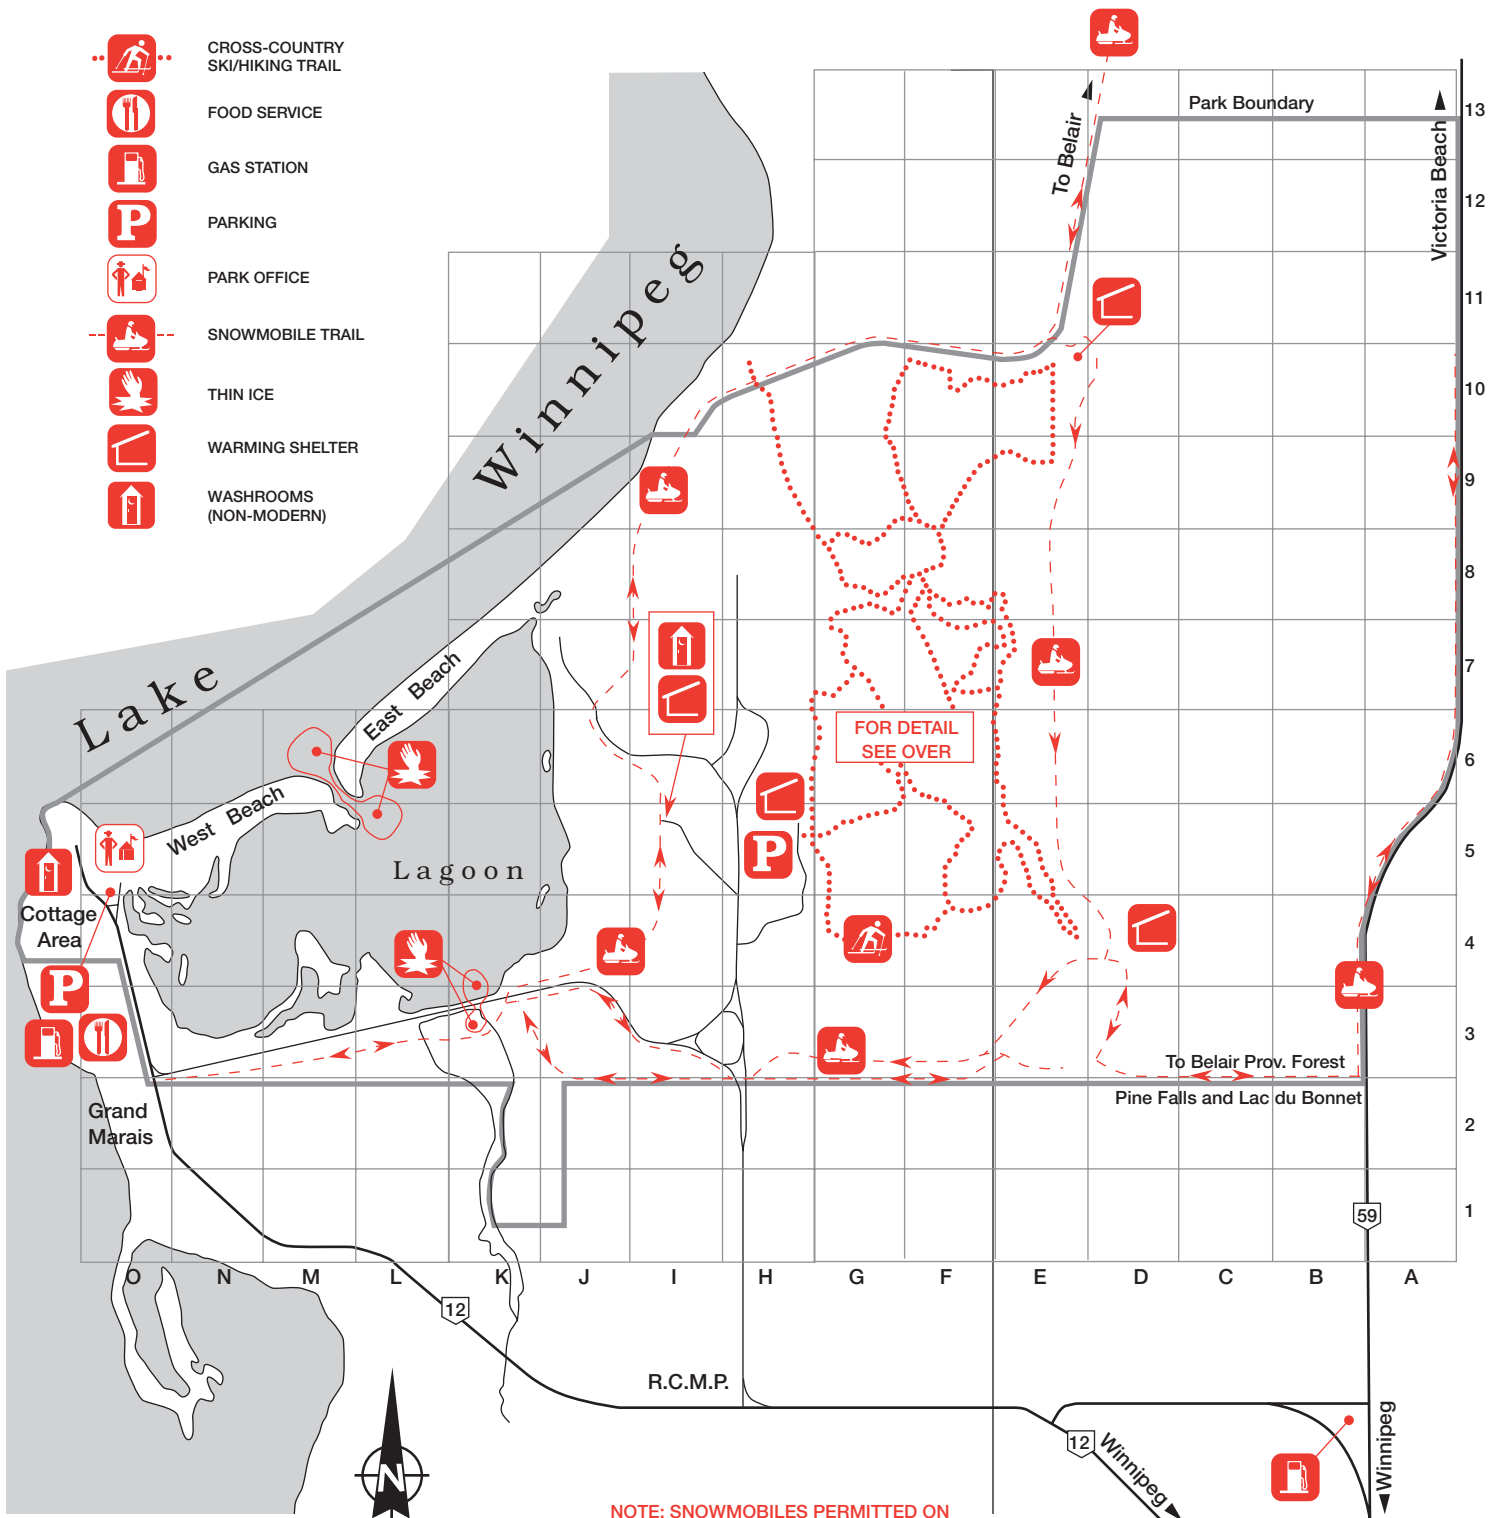 CROSS-COUNTRY
SKI/HIKING TRAIL
FOOD SERVICE
GAS STATION
P
PARKING
PARK OFFICE
SNOWMOBILE TRAIL
THIN ICE
WARMING SHELTER
WASHROOMS
(NON-MODERN)
Park Boundary
To Belair
Victoria Beach
13
12
11
10
9
8
7
6
5
4
3
2
1
Lake
Winnipeg
East Beach
West Beach
Lagoon
FOR DETAIL
SEE OVER
P
Cottage
Area
P
Grand
Marais
To Belair Prov. Forest
Pine Falls and Lac du Bonnet
59
O N M L K J I H G F E D C B A
12
R.C.M.P.
12
Winnipeg
Winnipeg
N
NOTE: SNOWMOBILES PERMITTED ON